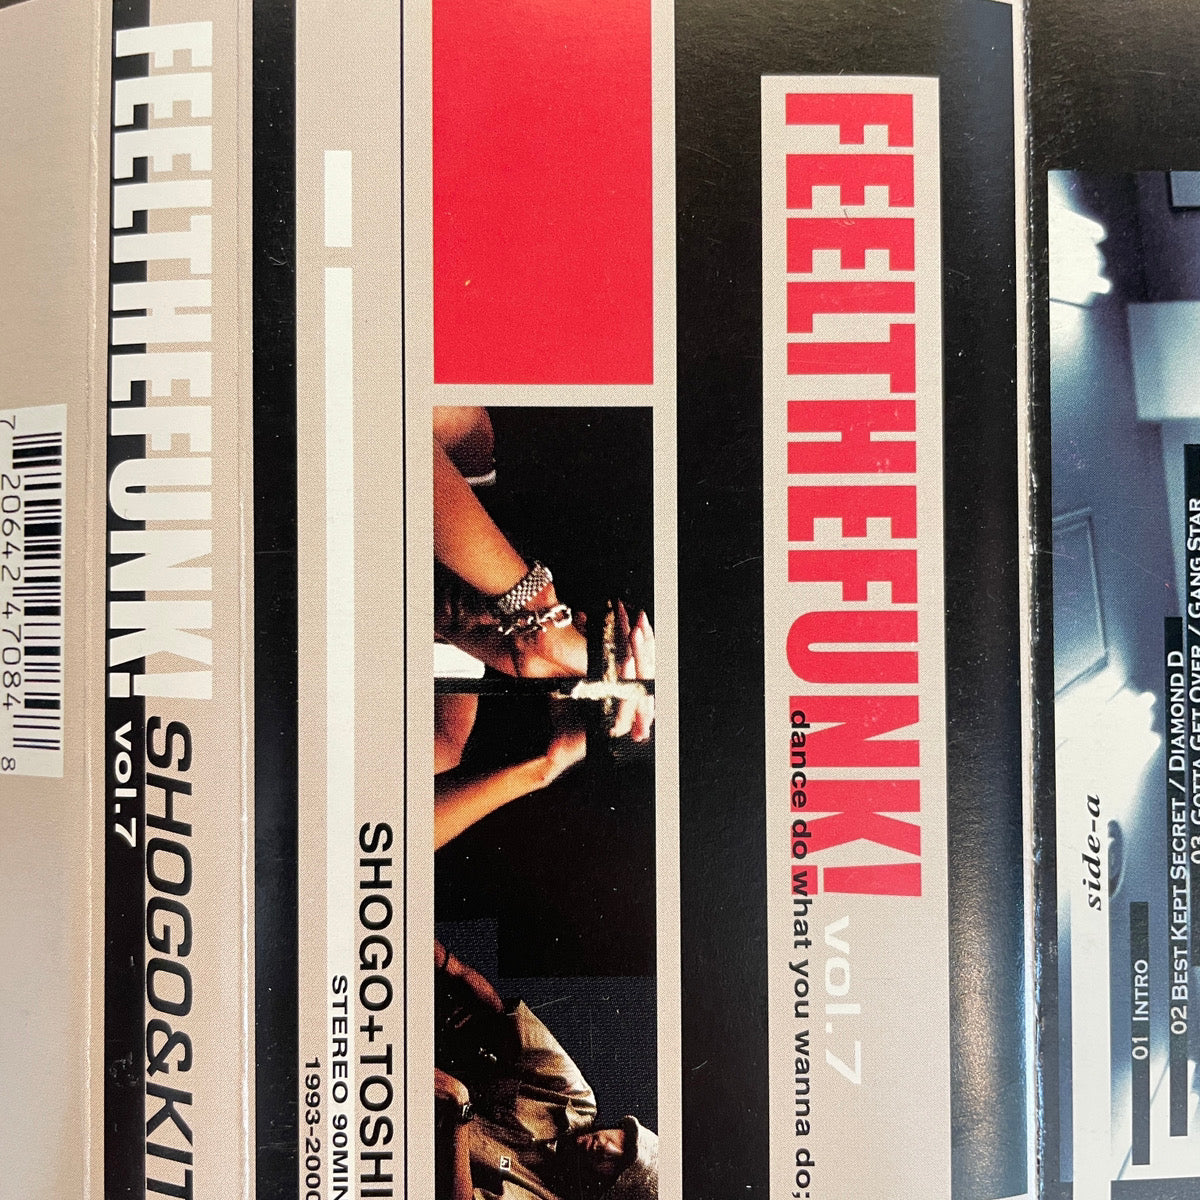 FEELTHEFUNK!
vol.7
dance do what you wanna do;
SHOGO+TOSHI
STEREO 90MIN
1993-2000
FEELTHEFUNK!
vol.7
SHOGO&KIT
7 20642 47084 8
side-a
01 INTRO
02 BEST KEPT SECRET / DIAMOND D
03 GOTTA GET OVER / GANG STAR